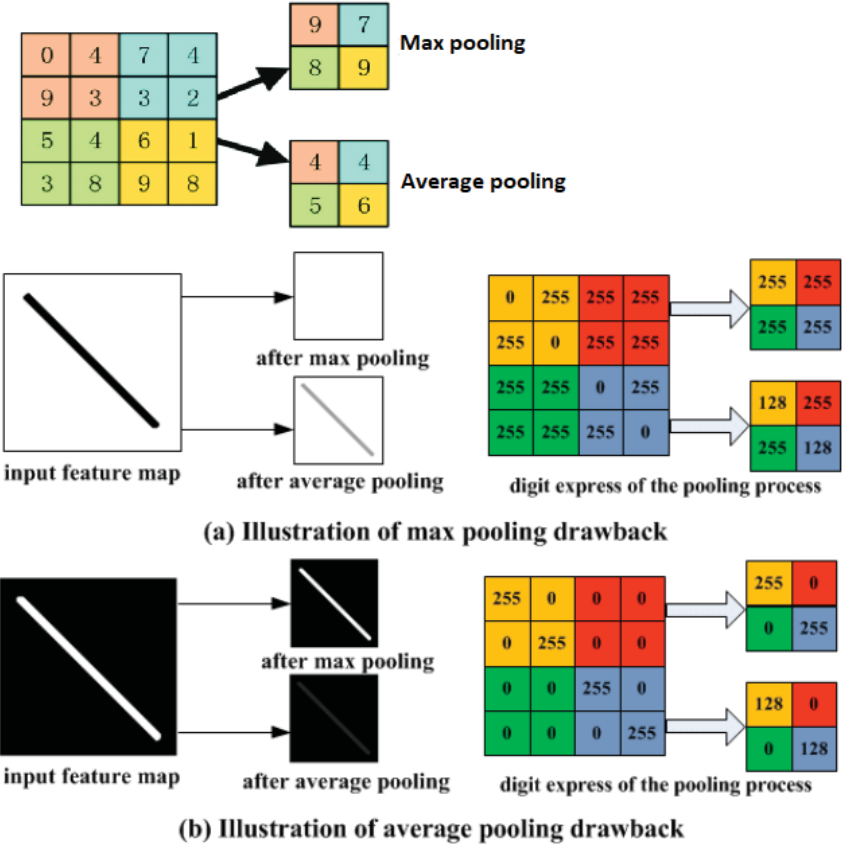 0 4 7 4
9 3 3 2
5 4 6 1
3 8 9 8
9 7
8 9
Max pooling
4 4
5 6
Average pooling
input feature map
after max pooling
after average pooling
0 255 255 255
255 0 255 255
255 255 0 255
255 255 255 0
255 255
255 255
128 255
255 128
digit express of the pooling process
(a) Illustration of max pooling drawback
input feature map
after max pooling
after average pooling
255 0 0 0
0 255 0 0
0 0 255 0
0 0 0 255
255 0
0 255
128 0
0 128
digit express of the pooling process
(b) Illustration of average pooling drawback